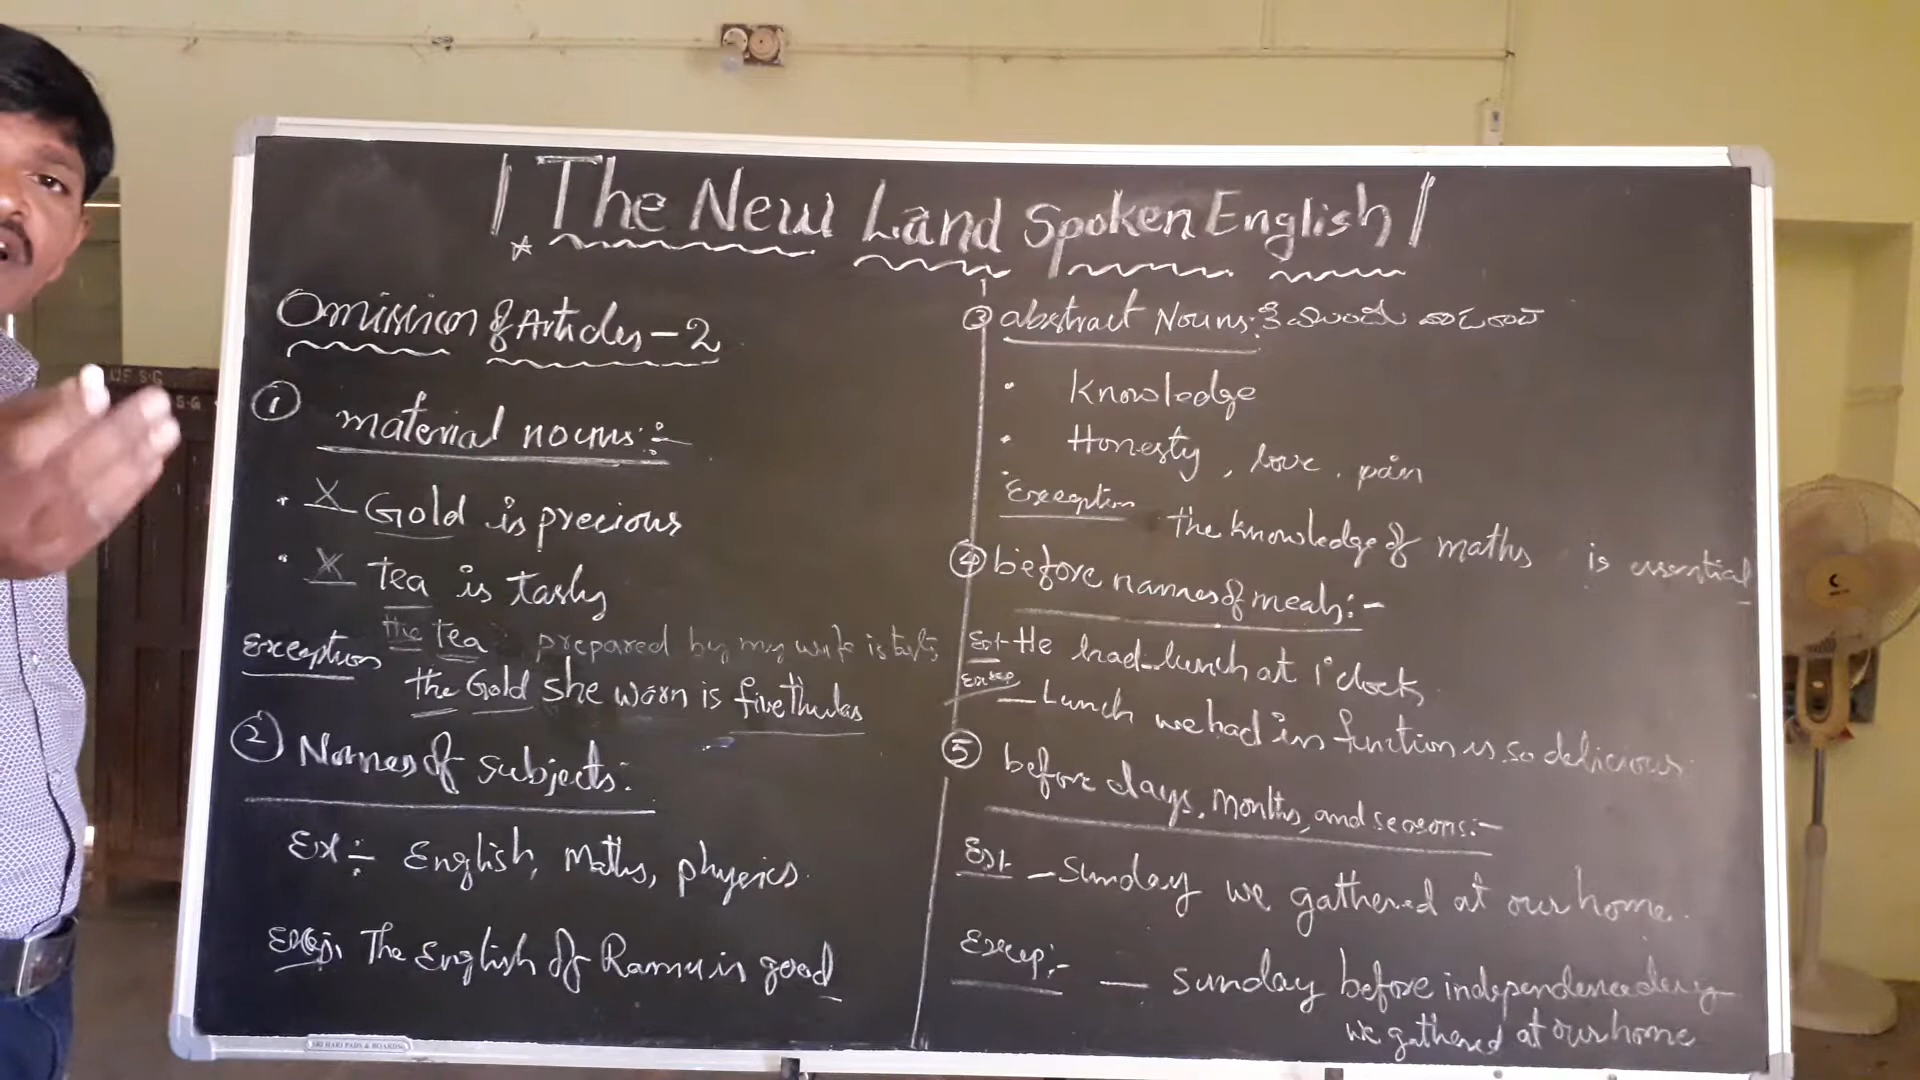 The New Land Spoken English
Omission of Articles - 2
① material nouns:-
• X Gold is precious
• X tea is tasty
Exception the tea prepared by my wife is tasty
the Gold she worn is five thulas
② Names of subjects:
Ex:- English, Maths, physics.
Excep: The English of Ramu is good
③ abstract Nouns:
• Knowledge
• Honesty, love, pain
Exception the knowledge of maths is essential
④ before names of meals:-
Ex:- He had lunch at 1'clock
Excep — Lunch we had in function is so delicious
⑤ before days, months, and seasons:-
Ex:- — Sunday we gathered at our home.
Excep:- — Sunday before independence day
we gathered at our home
SRI HARI PADS & BOARDS